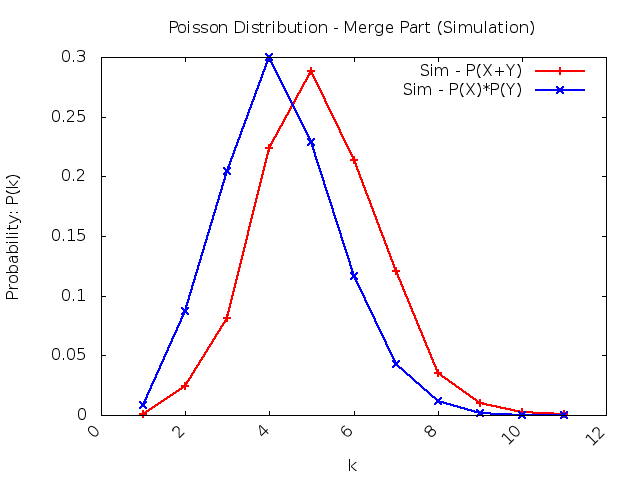 Poisson Distribution - Merge Part (Simulation)
Sim - P(X+Y)
Sim - P(X)*P(Y)
Probability: P(k)
0.3
0.25
0.2
0.15
0.1
0.05
0
0 2 4 6 8 10 12
k